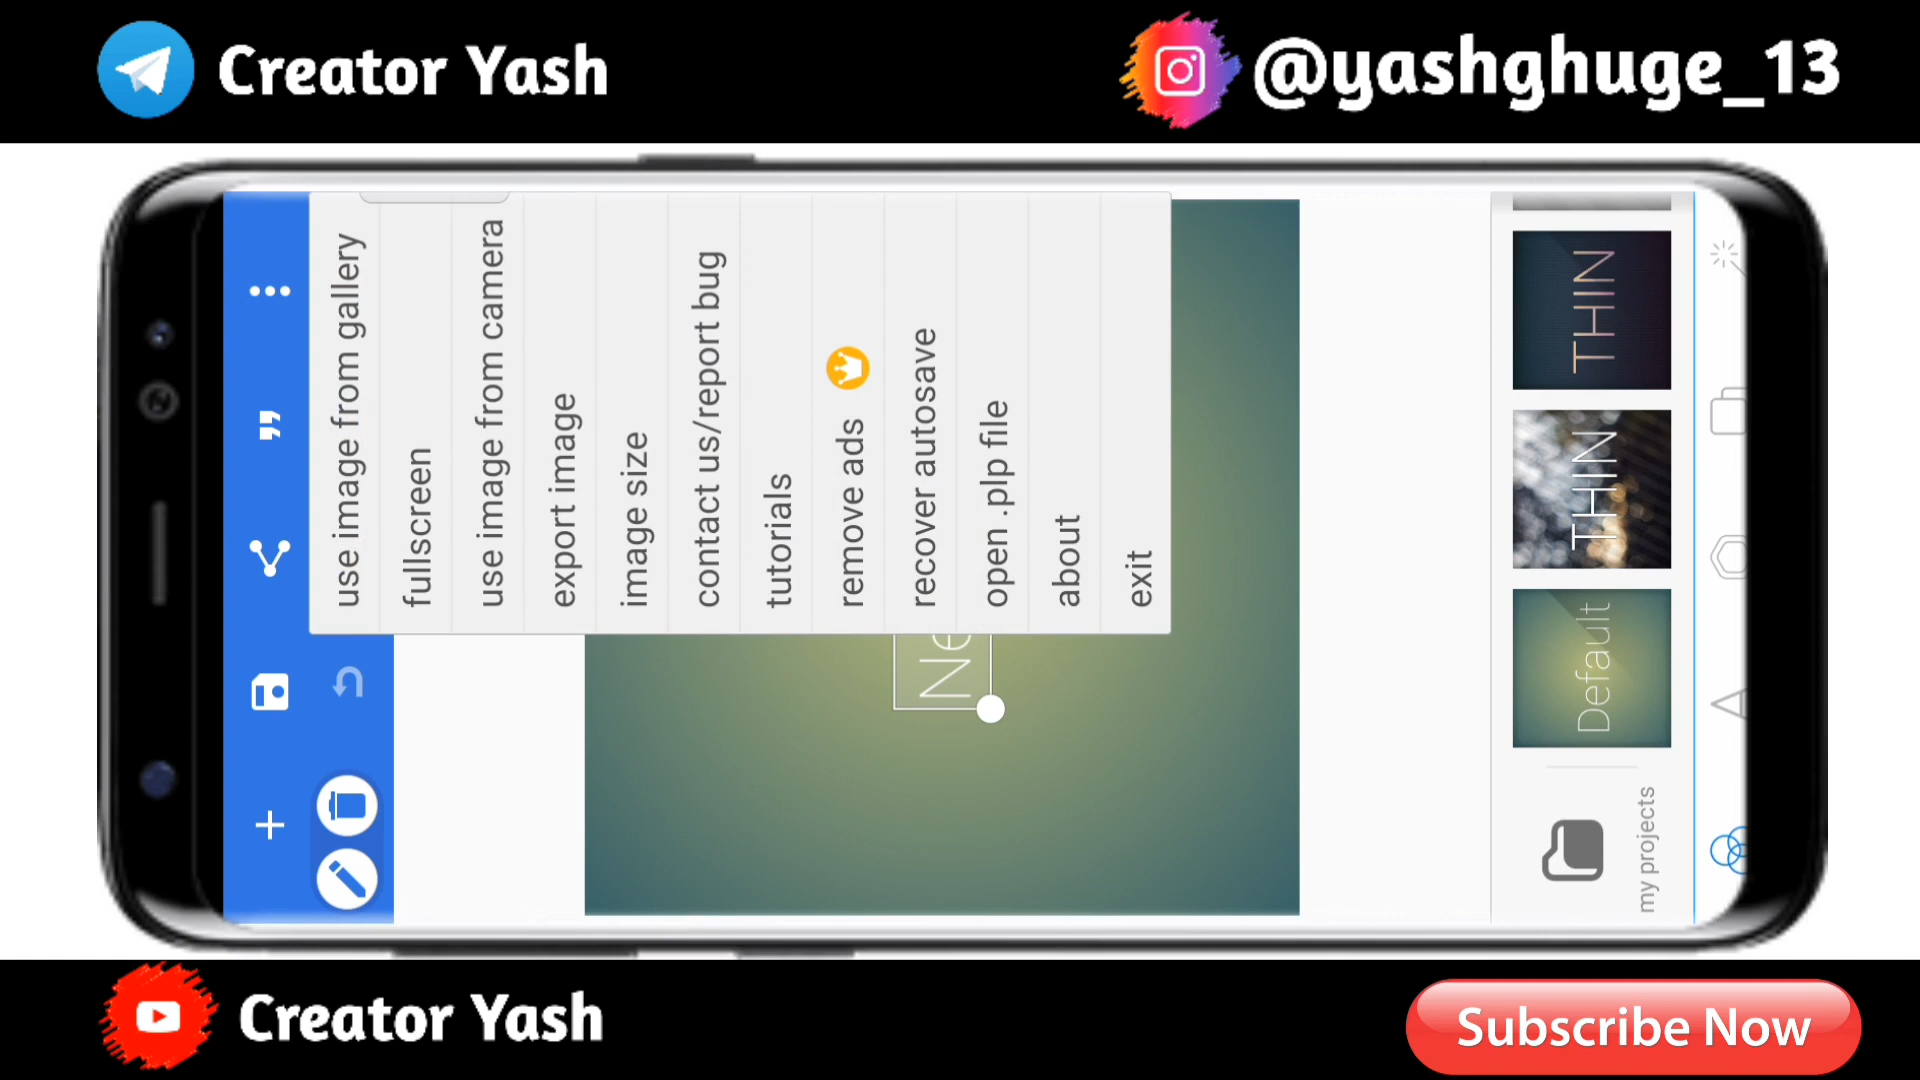 Creator Yash
@yashghuge_13
use image from gallery
fullscreen
use image from camera
export image
image size
contact us/report bug
tutorials
remove ads
recover autosave
open .plp file
about
exit
Ne
THIN
THIN
Default
my projects
Creator Yash
Subscribe Now